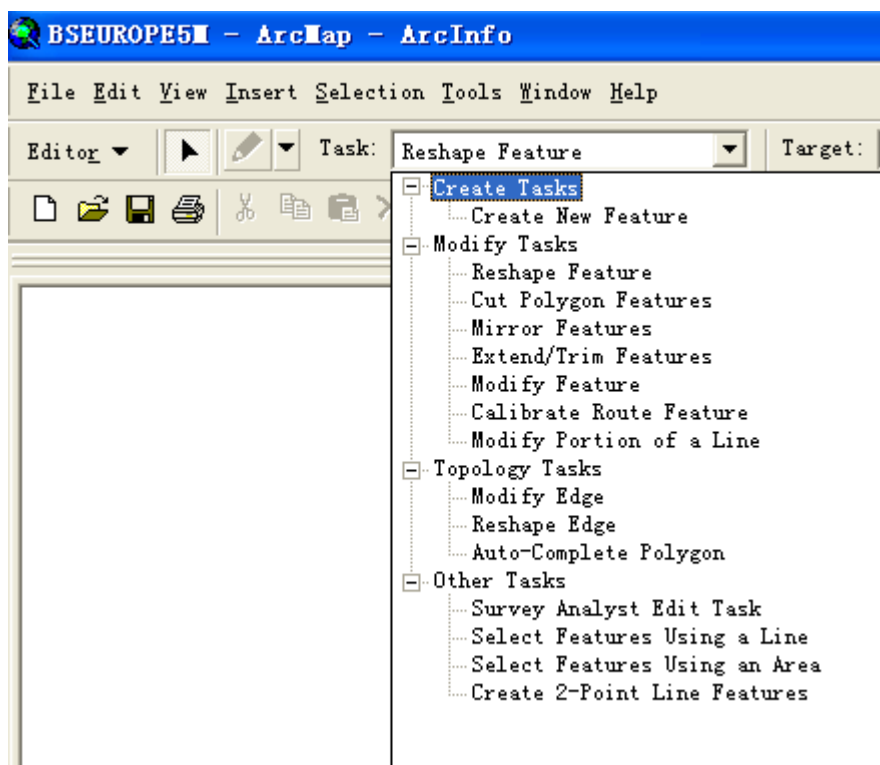 BSEUROPE5M - ArcMap - ArcInfo
File Edit View Insert Selection Tools Window Help
Editor Task: Reshape Feature Target:
Create Tasks
Create New Feature
Modify Tasks
Reshape Feature
Cut Polygon Features
Mirror Features
Extend/Trim Features
Modify Feature
Calibrate Route Feature
Modify Portion of a Line
Topology Tasks
Modify Edge
Reshape Edge
Auto-Complete Polygon
Other Tasks
Survey Analyst Edit Task
Select Features Using a Line
Select Features Using an Area
Create 2-Point Line Features